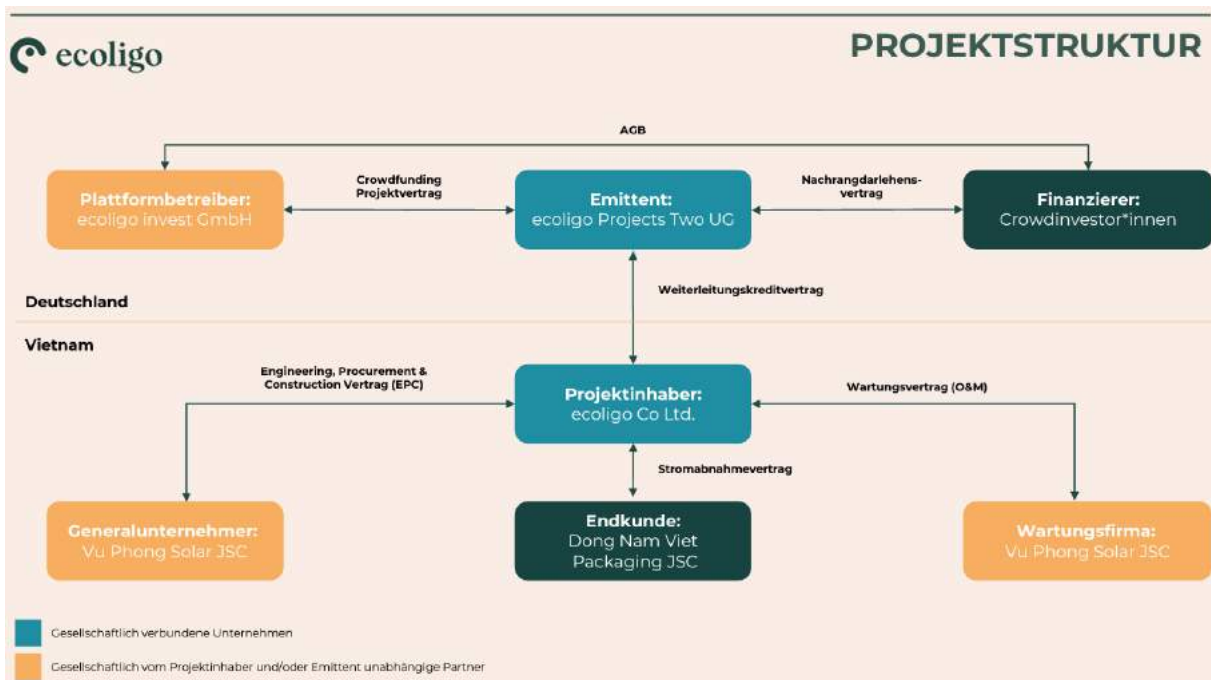 ecoligo
PROJEKTSTRUKTUR
AGB
Plattformbetreiber:
ecoligo invest GmbH
Crowdfunding
Projektvertrag
Emittent:
ecoligo Projects Two UG
Nachrangdarlehens-
vertrag
Finanzierer:
Crowdinvestor*innen
Weiterleitungskreditvertrag
Deutschland
Vietnam
Engineering, Procurement &
Construction Vertrag (EPC)
Projektinhaber:
ecoligo Co Ltd.
Wartungsvertrag (O&M)
Stromabnahmevertrag
Generalunternehmer:
Vu Phong Solar JSC
Endkunde:
Dong Nam Viet
Packaging JSC
Wartungsfirma:
Vu Phong Solar JSC
Gesellschaftlich verbundene Unternehmen
Gesellschaftlich vom Projektinhaber und/oder Emittent unabhängige Partner